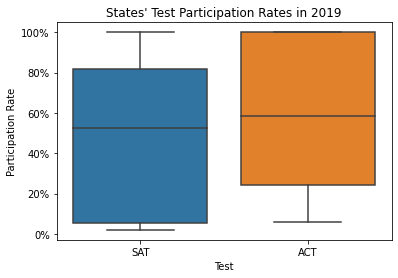 States' Test Participation Rates in 2019
100%
80%
60%
40%
20%
0%
Participation Rate
SAT
ACT
Test